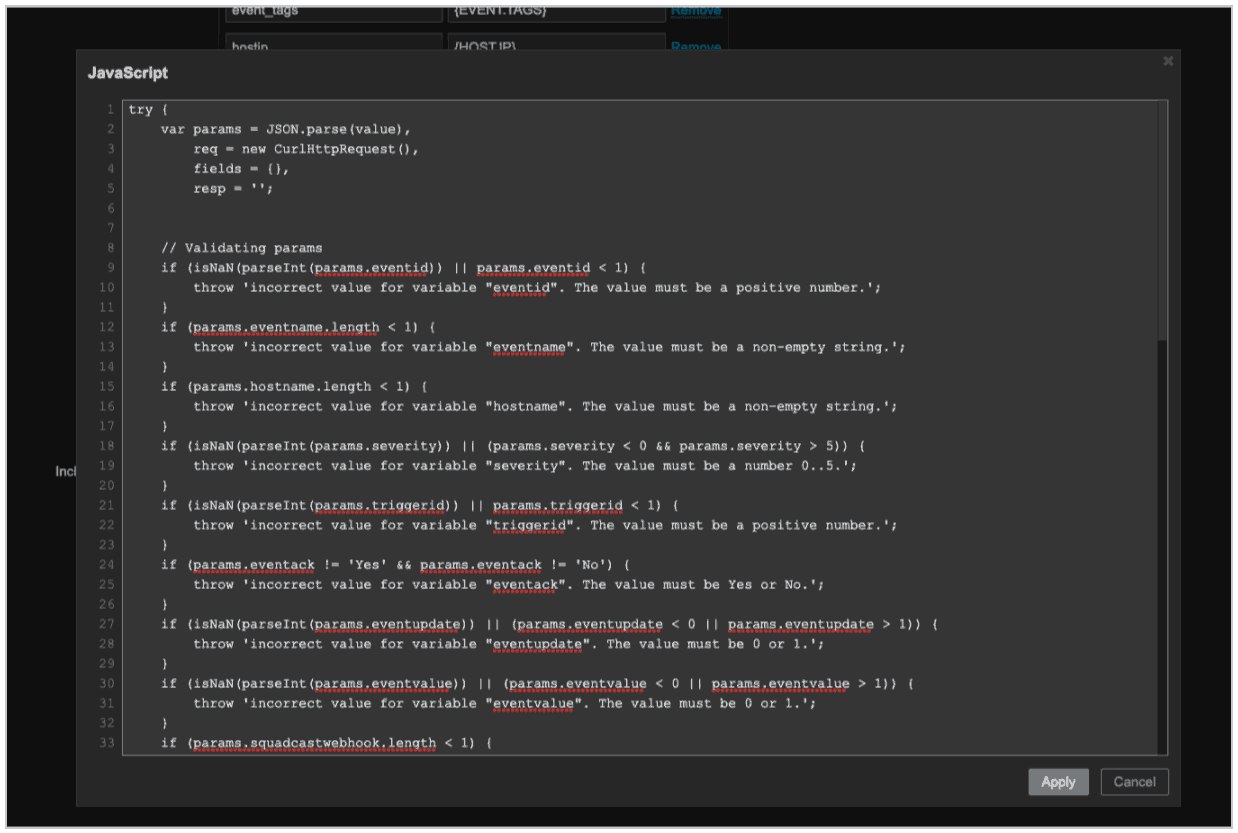 event_tags {EVENT.TAGS} Remove
hostip {HOST.IP} Remove
JavaScript ×
1 try {
2 var params = JSON.parse(value),
3 req = new CurlHttpRequest(),
4 fields = {},
5 resp = '';
6
7
8 // Validating params
9 if (isNaN(parseInt(params.eventid)) || params.eventid < 1) {
10 throw 'incorrect value for variable "eventid". The value must be a positive number.';
11 }
12 if (params.eventname.length < 1) {
13 throw 'incorrect value for variable "eventname". The value must be a non-empty string.';
14 }
15 if (params.hostname.length < 1) {
16 throw 'incorrect value for variable "hostname". The value must be a non-empty string.';
17 }
18 if (isNaN(parseInt(params.severity)) || (params.severity < 0 && params.severity > 5)) {
19 throw 'incorrect value for variable "severity". The value must be a number 0..5.';
20 }
21 if (isNaN(parseInt(params.triggerid)) || params.triggerid < 1) {
22 throw 'incorrect value for variable "triggerid". The value must be a positive number.';
23 }
24 if (params.eventack != 'Yes' && params.eventack != 'No') {
25 throw 'incorrect value for variable "eventack". The value must be Yes or No.';
26 }
27 if (isNaN(parseInt(params.eventupdate)) || (params.eventupdate < 0 || params.eventupdate > 1)) {
28 throw 'incorrect value for variable "eventupdate". The value must be 0 or 1.';
29 }
30 if (isNaN(parseInt(params.eventvalue)) || (params.eventvalue < 0 || params.eventvalue > 1)) {
31 throw 'incorrect value for variable "eventvalue". The value must be 0 or 1.';
32 }
33 if (params.squadcastwebhook.length < 1) {
Incl
Apply Cancel